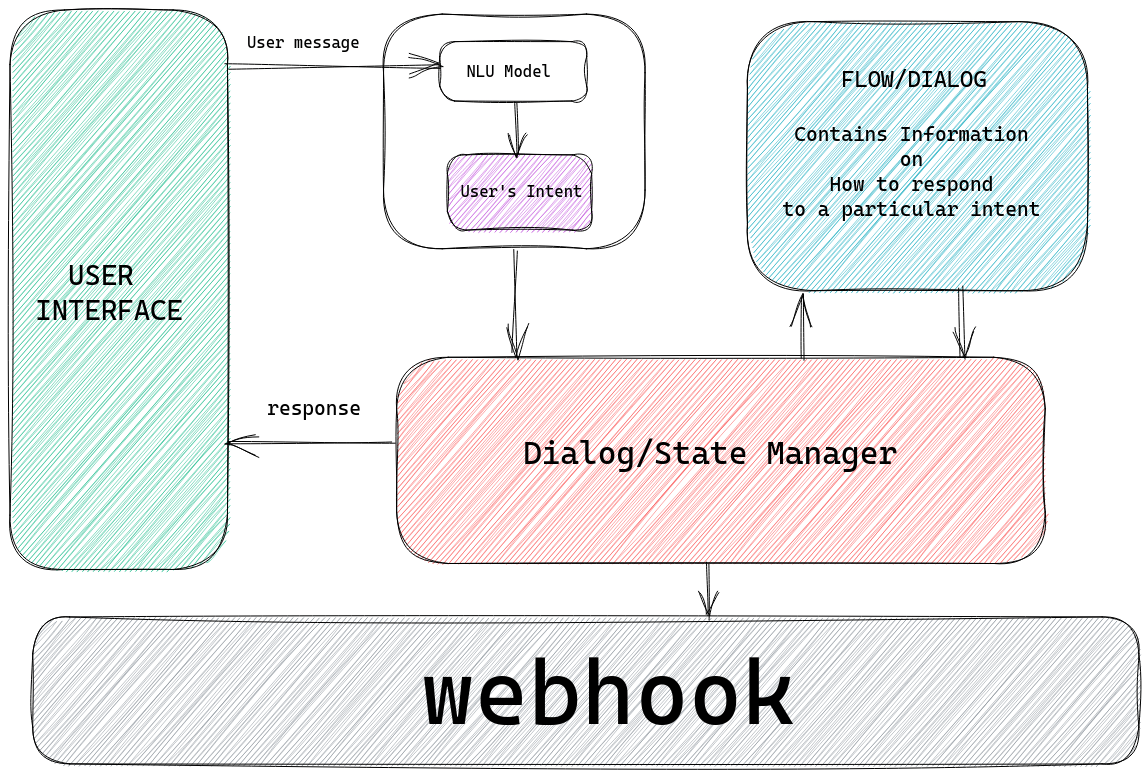 User message
NLU Model
User's Intent
FLOW/DIALOG
Contains Information
on
How to respond
to a particular intent
USER
INTERFACE
response
Dialog/State Manager
webhook